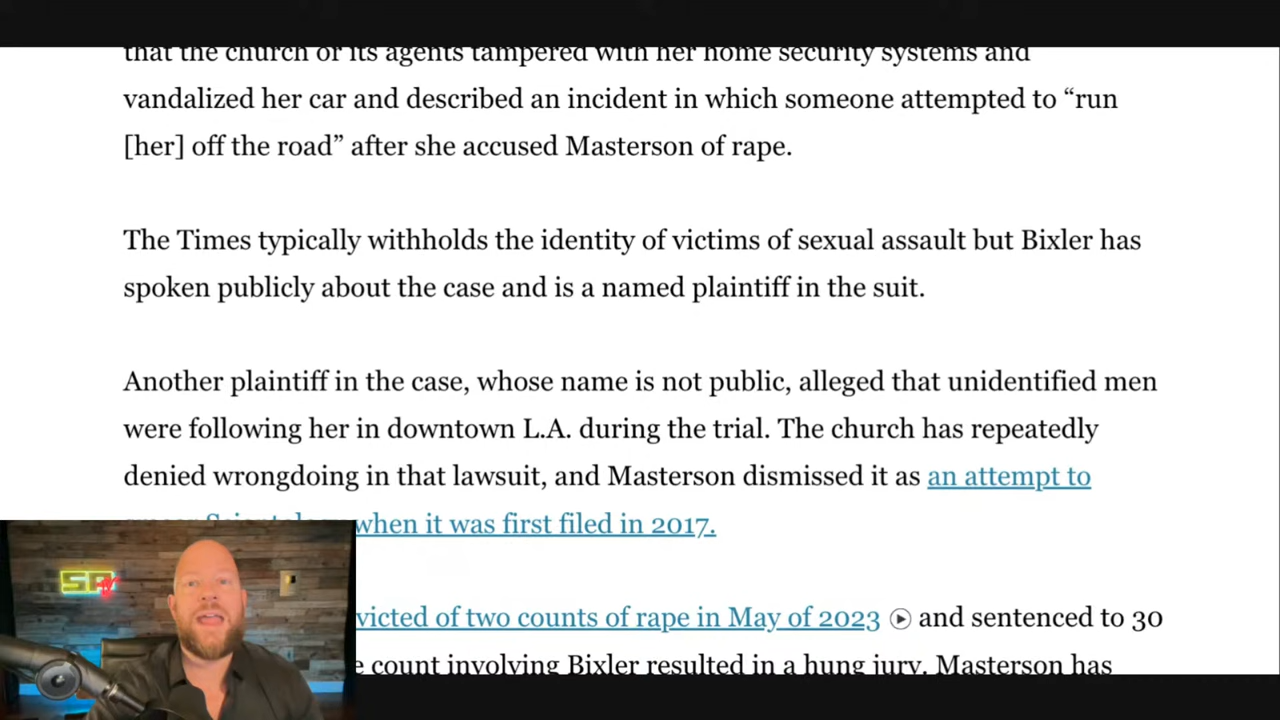 that the church or its agents tampered with her home security systems and
vandalized her car and described an incident in which someone attempted to “run
[her] off the road” after she accused Masterson of rape.
The Times typically withholds the identity of victims of sexual assault but Bixler has
spoken publicly about the case and is a named plaintiff in the suit.
Another plaintiff in the case, whose name is not public, alleged that unidentified men
were following her in downtown L.A. during the trial. The church has repeatedly
denied wrongdoing in that lawsuit, and Masterson dismissed it as an attempt to
when it was first filed in 2017.
SP TV
victed of two counts of rape in May of 2023 and sentenced to 30
e count involving Bixler resulted in a hung jury. Masterson has